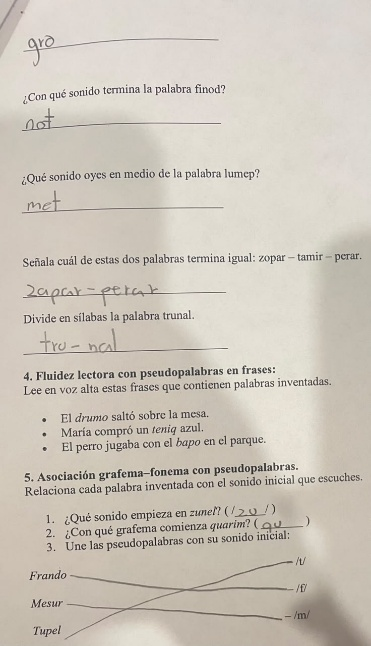 gro
¿Con qué sonido termina la palabra finod?
not
¿Qué sonido oyes en medio de la palabra lumep?
met
Señala cuál de estas dos palabras termina igual: zopar – tamir – perar.
zapar - perar
Divide en sílabas la palabra trunal.
tru - nal
4. Fluidez lectora con pseudopalabras en frases:
Lee en voz alta estas frases que contienen palabras inventadas.
• El drumo saltó sobre la mesa.
• María compró un teniq azul.
• El perro jugaba con el bapo en el parque.
5. Asociación grafema–fonema con pseudopalabras.
Relaciona cada palabra inventada con el sonido inicial que escuches.
1. ¿Qué sonido empieza en zunel? ( / zu / )
2. ¿Con qué grafema comienza quarim? ( qu )
3. Une las pseudopalabras con su sonido inicial:
Frando – /t/
Mesur – /f/
Tupel – /m/